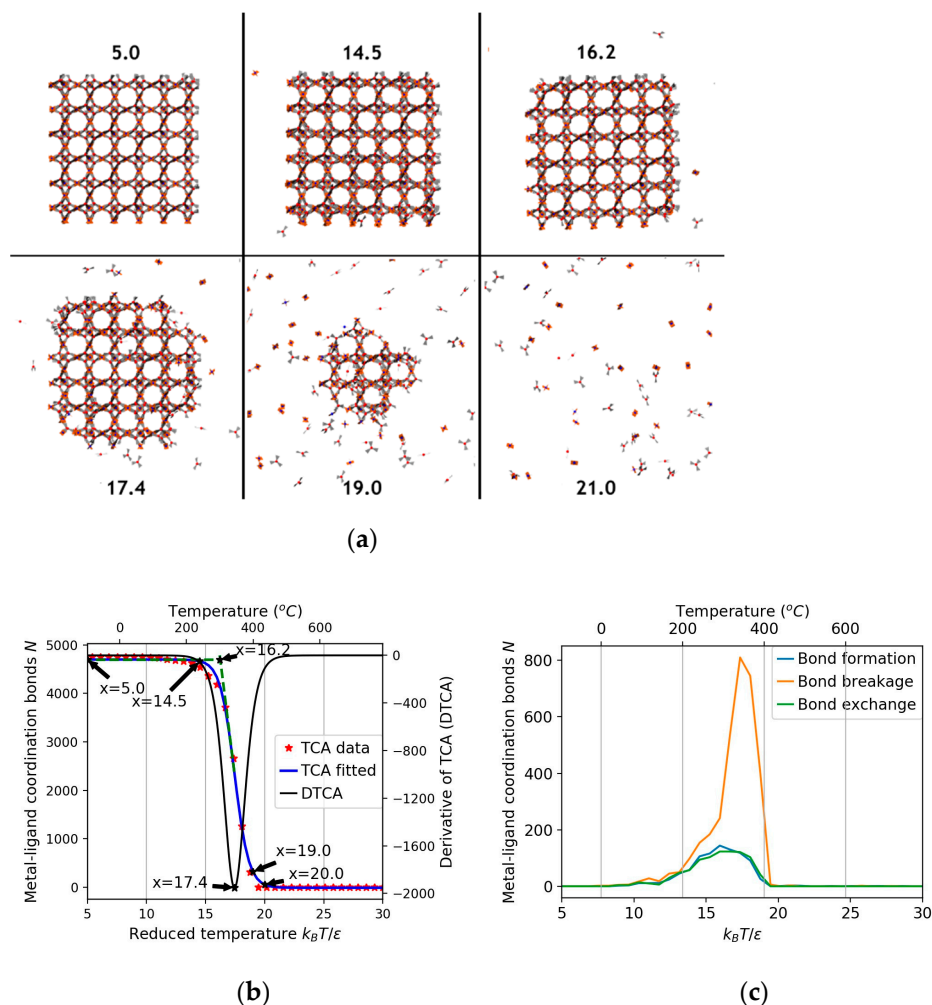 5.0
14.5
16.2
17.4
19.0
21.0
(a)
Temperature (°C)
0 200 400 600
5000
4000
3000
2000
1000
0
Metal-ligand coordination bonds N
x=5.0
x=14.5
x=16.2
x=17.4
x=19.0
x=20.0
TCA data
TCA fitted
DTCA
0
−400
−800
−1200
−1600
−2000
Derivative of TCA (DTCA)
5 10 15 20 25 30
Reduced temperature k_BT/ε
(b)
Temperature (°C)
0 200 400 600
800
600
400
200
0
Metal-ligand coordination bonds N
Bond formation
Bond breakage
Bond exchange
5 10 15 20 25 30
k_BT/ε
(c)